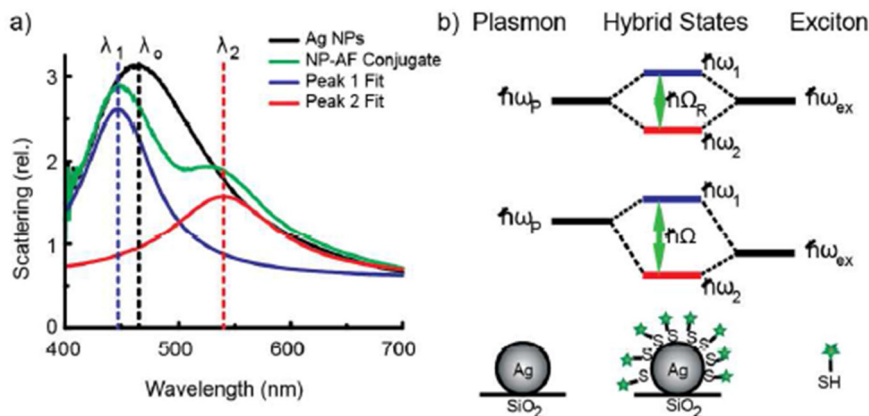 a)
λ₁ λₒ λ₂
Ag NPs
NP-AF Conjugate
Peak 1 Fit
Peak 2 Fit
Scatlering (rel.)
3
2
1
0
400 500 600 700
Wavelength (nm)
b) Plasmon Hybrid States Exciton
ħω₁
ħωP ħΩR ħωex
ħω₂
ħω₁
ħωP ħΩ ħωex
ħω₂
Ag
SiO₂
S S S S S S S S
Ag
SiO₂
SH